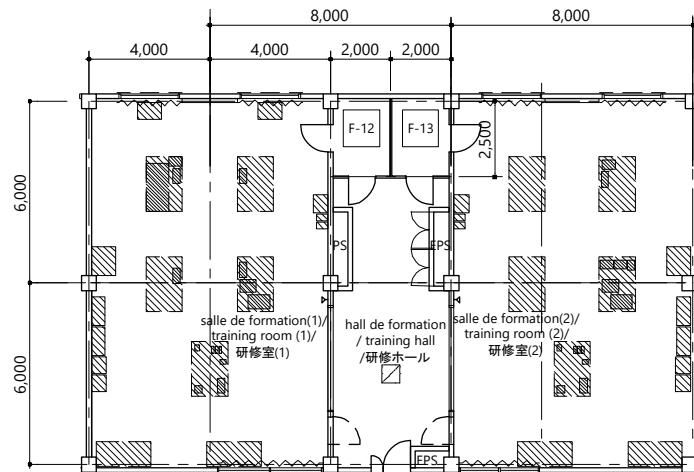 8,000
8,000
4,000
4,000
2,000
2,000
F-12
F-13
2,500
6,000
PS
EPS
salle de formation(1)/
training room (1)/
研修室(1)
hall de formation
/ training hall
/研修ホール
salle de formation(2)/
training room (2)/
研修室(2)
6,000
EPS